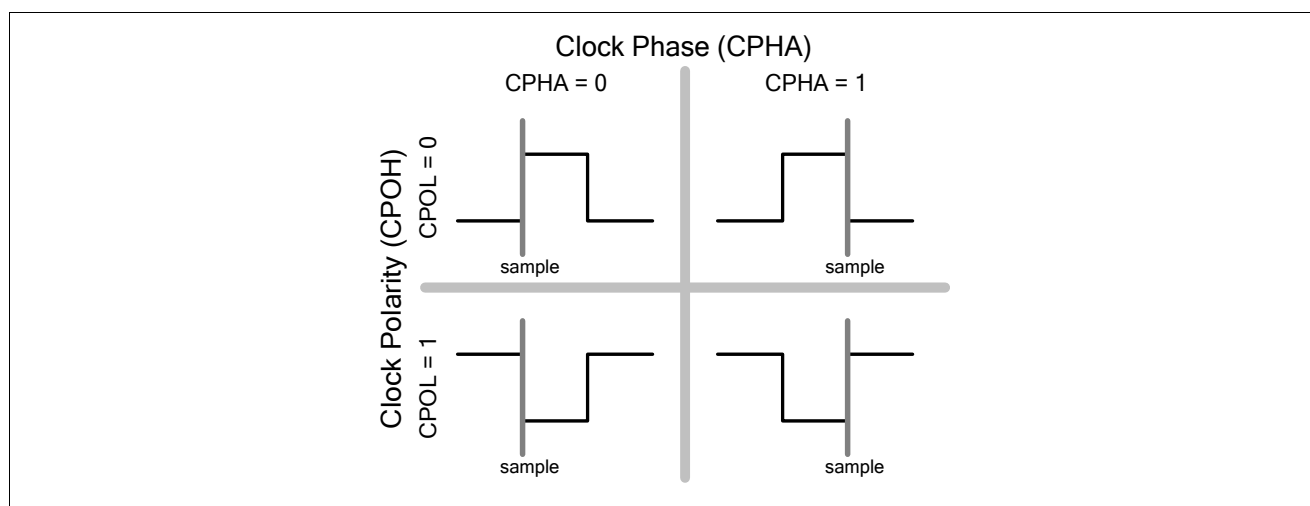 Clock Phase (CPHA)
CPHA = 0
CPHA = 1
Clock Polarity (CPOH)
CPOL = 0
sample
sample
CPOL = 1
sample
sample